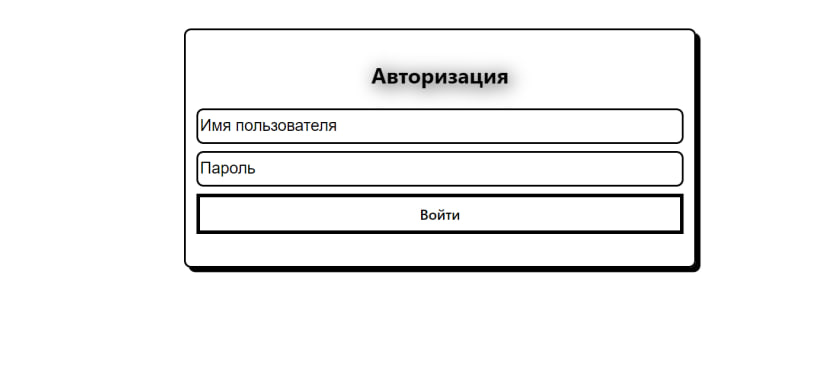 Авторизация
Имя пользователя
Пароль
Войти